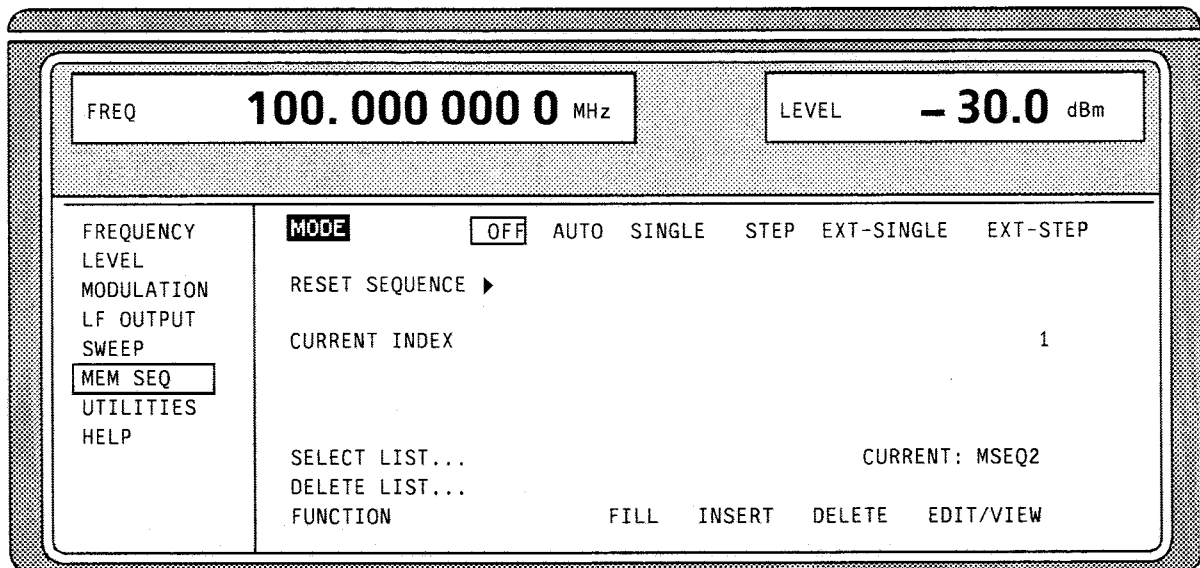 FREQ 100. 000 000 0 MHz LEVEL – 30.0 dBm
FREQUENCY
LEVEL
MODULATION
LF OUTPUT
SWEEP
MEM SEQ
UTILITIES
HELP
MODE OFF AUTO SINGLE STEP EXT-SINGLE EXT-STEP
RESET SEQUENCE ▶
CURRENT INDEX 1
SELECT LIST... CURRENT: MSEQ2
DELETE LIST...
FUNCTION FILL INSERT DELETE EDIT/VIEW